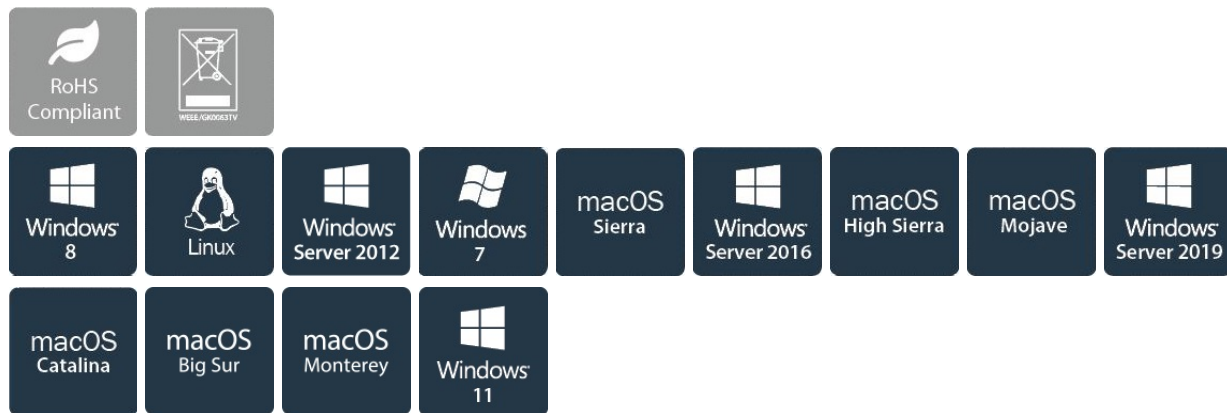 RoHS
Compliant
WEEE/GK0063TV
Windows
8
Linux
Windows
Server 2012
Windows
7
macOS
Sierra
Windows
Server 2016
macOS
High Sierra
macOS
Mojave
Windows
Server 2019
macOS
Catalina
macOS
Big Sur
macOS
Monterey
Windows
11